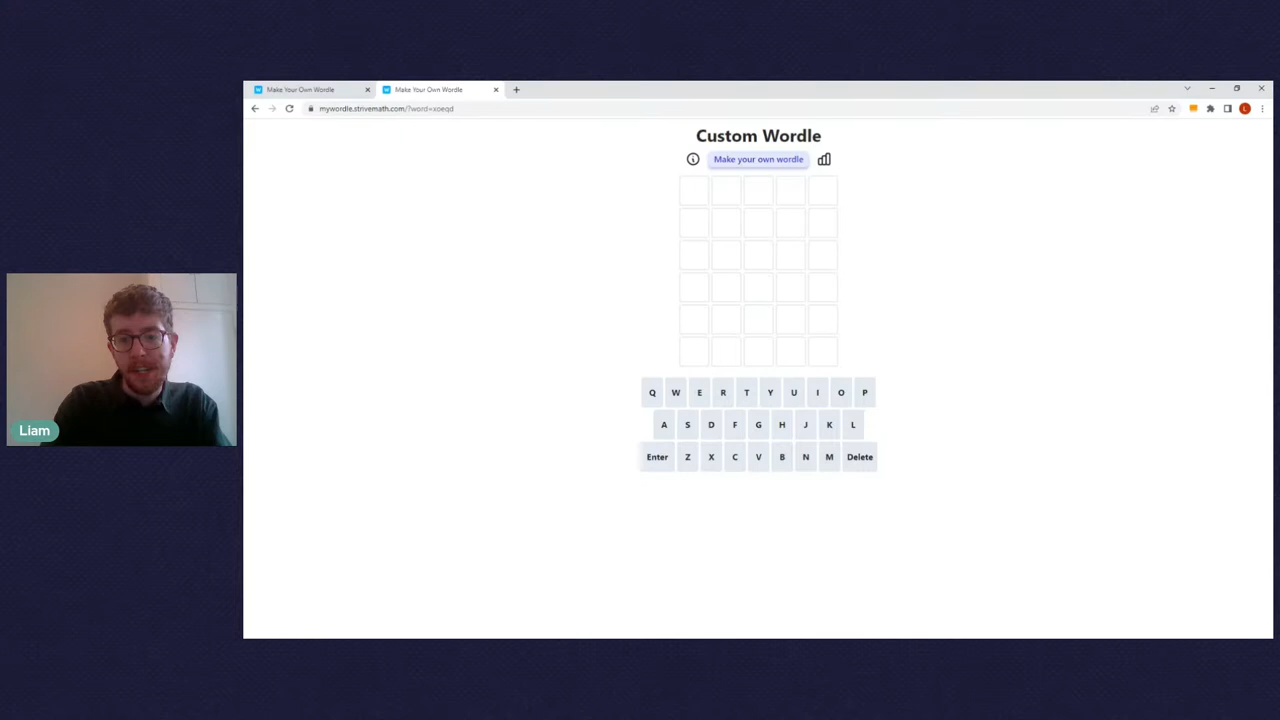 Make Your Own Wordle
Make Your Own Wordle
mywordle.strivemath.com/?word=xoeqd
L
Custom Wordle
Make your own wordle
Q W E R T Y U I O P
A S D F G H J K L
Enter Z X C V B N M Delete
Liam